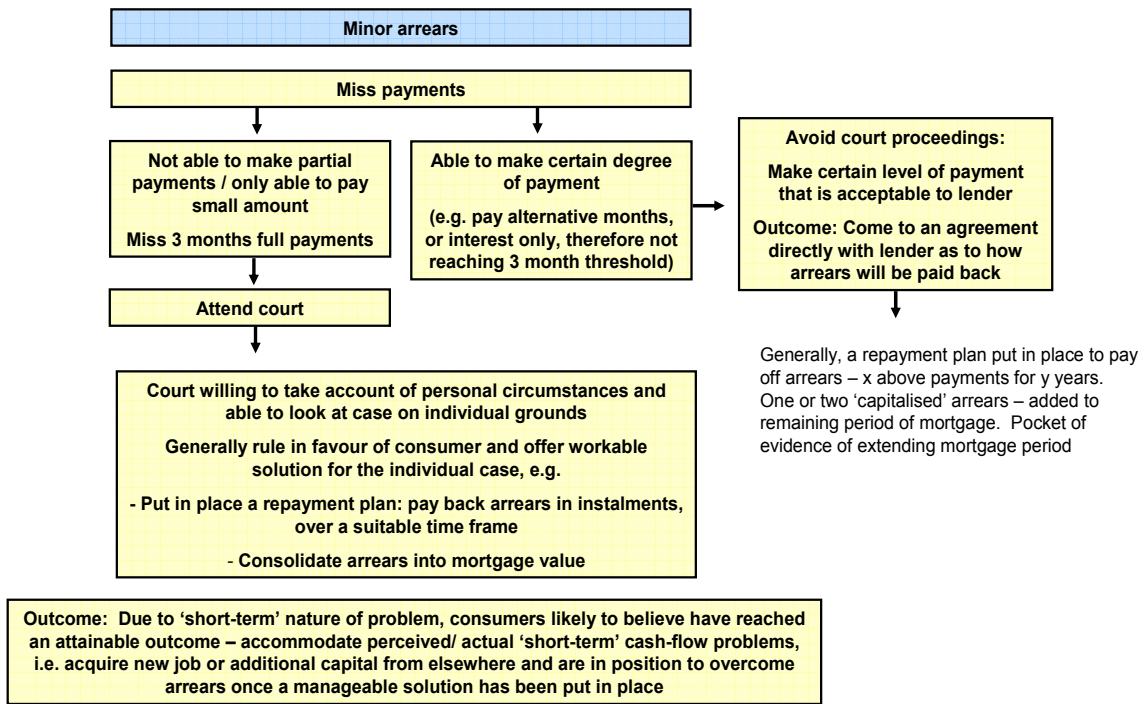 Minor arrears
Miss payments
Not able to make partial
payments / only able to pay
small amount
Miss 3 months full payments
Able to make certain degree
of payment
(e.g. pay alternative months,
or interest only, therefore not
reaching 3 month threshold)
Avoid court proceedings:
Make certain level of payment
that is acceptable to lender
Outcome: Come to an agreement
directly with lender as to how
arrears will be paid back
Attend court
Generally, a repayment plan put in place to pay
off arrears – x above payments for y years.
One or two ‘capitalised’ arrears – added to
remaining period of mortgage.  Pocket of
evidence of extending mortgage period
Court willing to take account of personal circumstances and
able to look at case on individual grounds
Generally rule in favour of consumer and offer workable
solution for the individual case, e.g.
- Put in place a repayment plan: pay back arrears in instalments,
over a suitable time frame
- Consolidate arrears into mortgage value
Outcome:  Due to ‘short-term’ nature of problem, consumers likely to believe have reached
an attainable outcome – accommodate perceived/ actual ‘short-term’ cash-flow problems,
i.e. acquire new job or additional capital from elsewhere and are in position to overcome
arrears once a manageable solution has been put in place